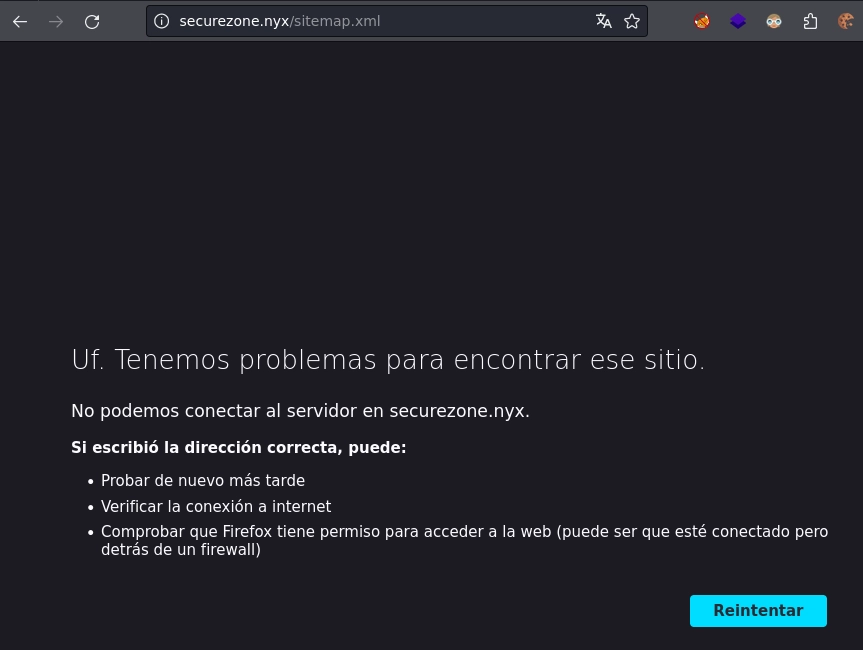 securezone.nyx/sitemap.xml
Uf. Tenemos problemas para encontrar ese sitio.
No podemos conectar al servidor en securezone.nyx.
Si escribió la dirección correcta, puede:
• Probar de nuevo más tarde
• Verificar la conexión a internet
• Comprobar que Firefox tiene permiso para acceder a la web (puede ser que esté conectado pero
detrás de un firewall)
Reintentar